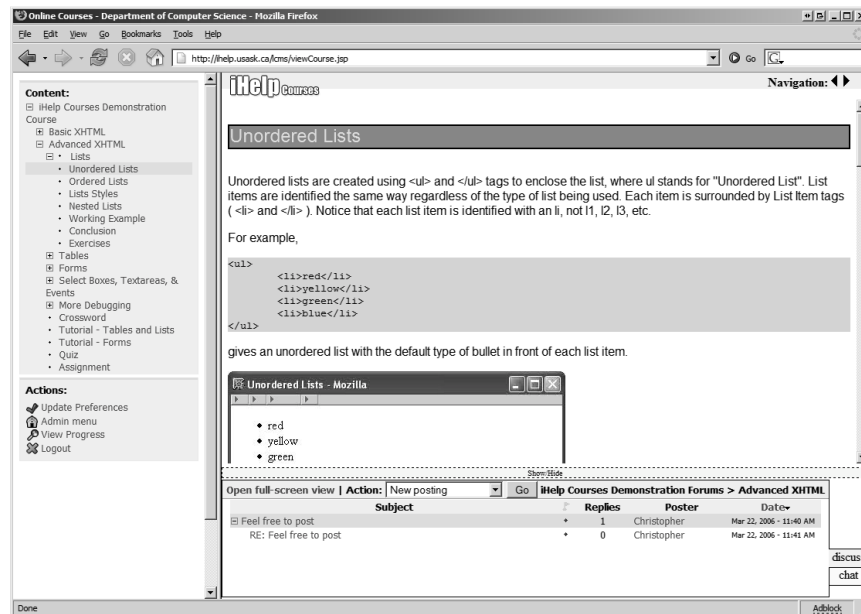 Online Courses - Department of Computer Science - Mozilla Firefox
File Edit View Go Bookmarks Tools Help
http://ihelp.usask.ca/lcms/viewCourse.jsp
Go
Content:
iHelp Courses Demonstration
Course
Basic XHTML
Advanced XHTML
Lists
Unordered Lists
Ordered Lists
Lists Styles
Nested Lists
Working Example
Conclusion
Exercises
Tables
Forms
Select Boxes, Textareas, &
Events
More Debugging
Crossword
Tutorial - Tables and Lists
Tutorial - Forms
Quiz
Assignment
Actions:
Update Preferences
Admin menu
View Progress
Logout
iHelp Courses
Navigation:
Unordered Lists
Unordered lists are created using <ul> and </ul> tags to enclose the list, where ul stands for "Unordered List". List
items are identified the same way regardless of the type of list being used. Each item is surrounded by List Item tags
( <li> and </li> ). Notice that each list item is identified with an li, not l1, l2, l3, etc.
For example,
<ul>
<li>red</li>
<li>yellow</li>
<li>green</li>
<li>blue</li>
</ul>
gives an unordered list with the default type of bullet in front of each list item.
Unordered Lists - Mozilla
red
yellow
green
Show/Hide
Open full-screen view | Action: New posting Go iHelp Courses Demonstration Forums > Advanced XHTML
Subject Replies Poster Date
Feel free to post 1 Christopher Mar 22, 2006 - 11:40 AM
RE: Feel free to post 0 Christopher Mar 22, 2006 - 11:41 AM
discus
chat
Done Adblock